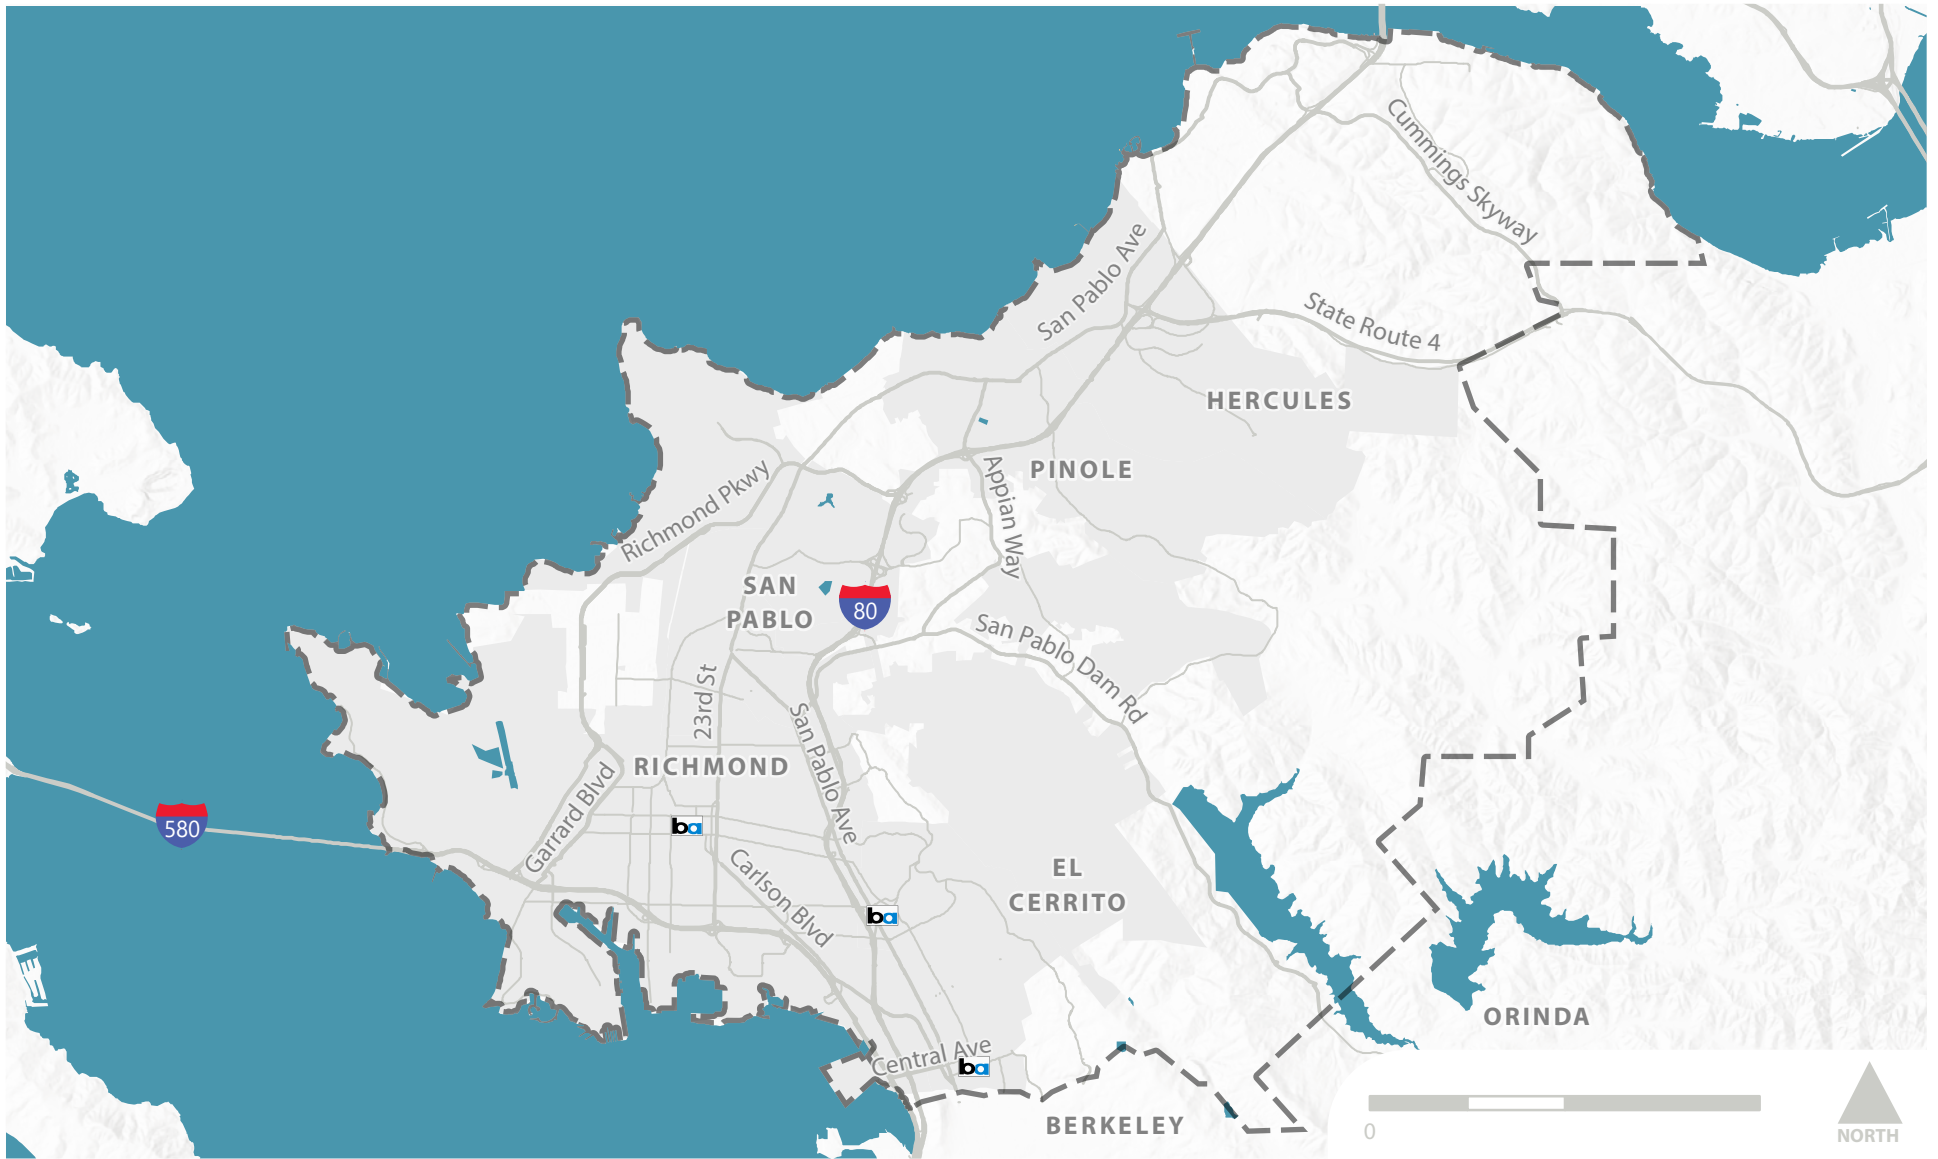 Cummings Skyway
San Pablo Ave
State Route 4
HERCULES
PINOLE
Richmond Pkwy
Appian Way
SAN
PABLO
80
San Pablo Dam Rd
23rd St
San Pablo Ave
RICHMOND
Garrard Blvd
580
ba
Carlson Blvd
EL
CERRITO
ba
ORINDA
Central Ave
ba
BERKELEY
0
NORTH